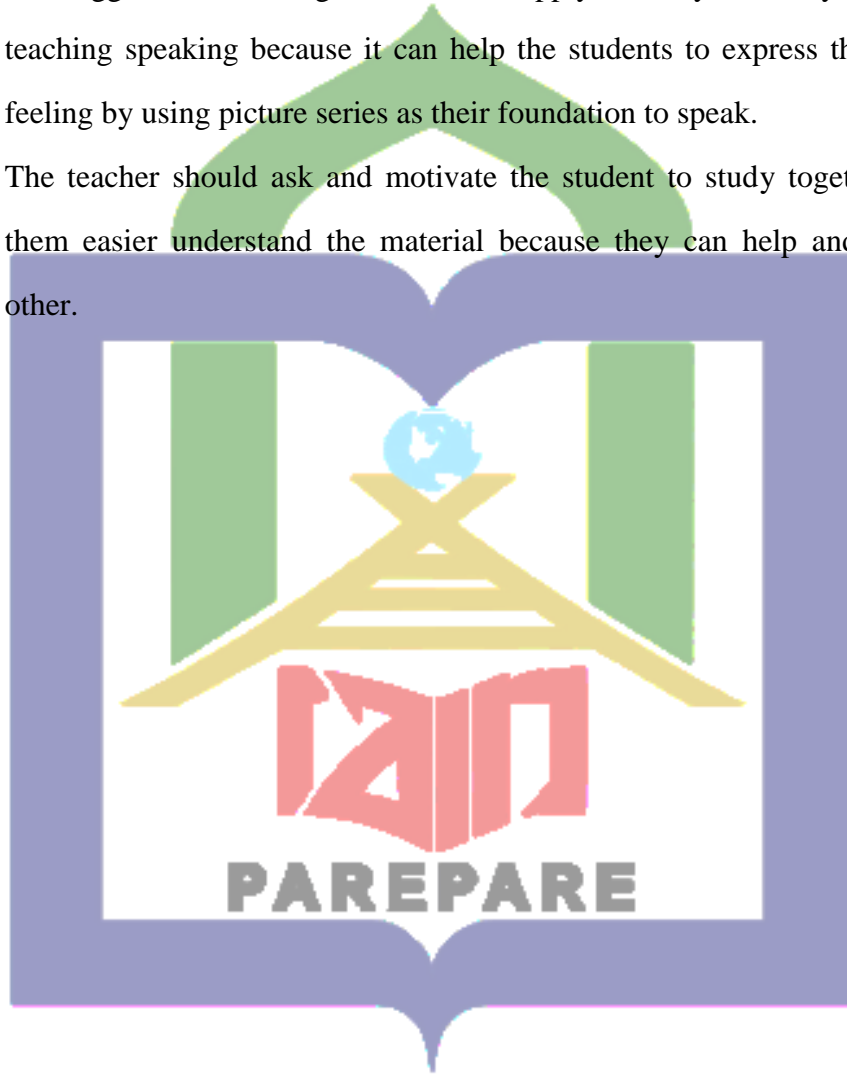 teaching speaking because it can help the students to express th
feeling by using picture series as their foundation to speak.
The teacher should ask and motivate the student to study toget
them easier understand the material because they can help and
other.
iain
PAREPARE